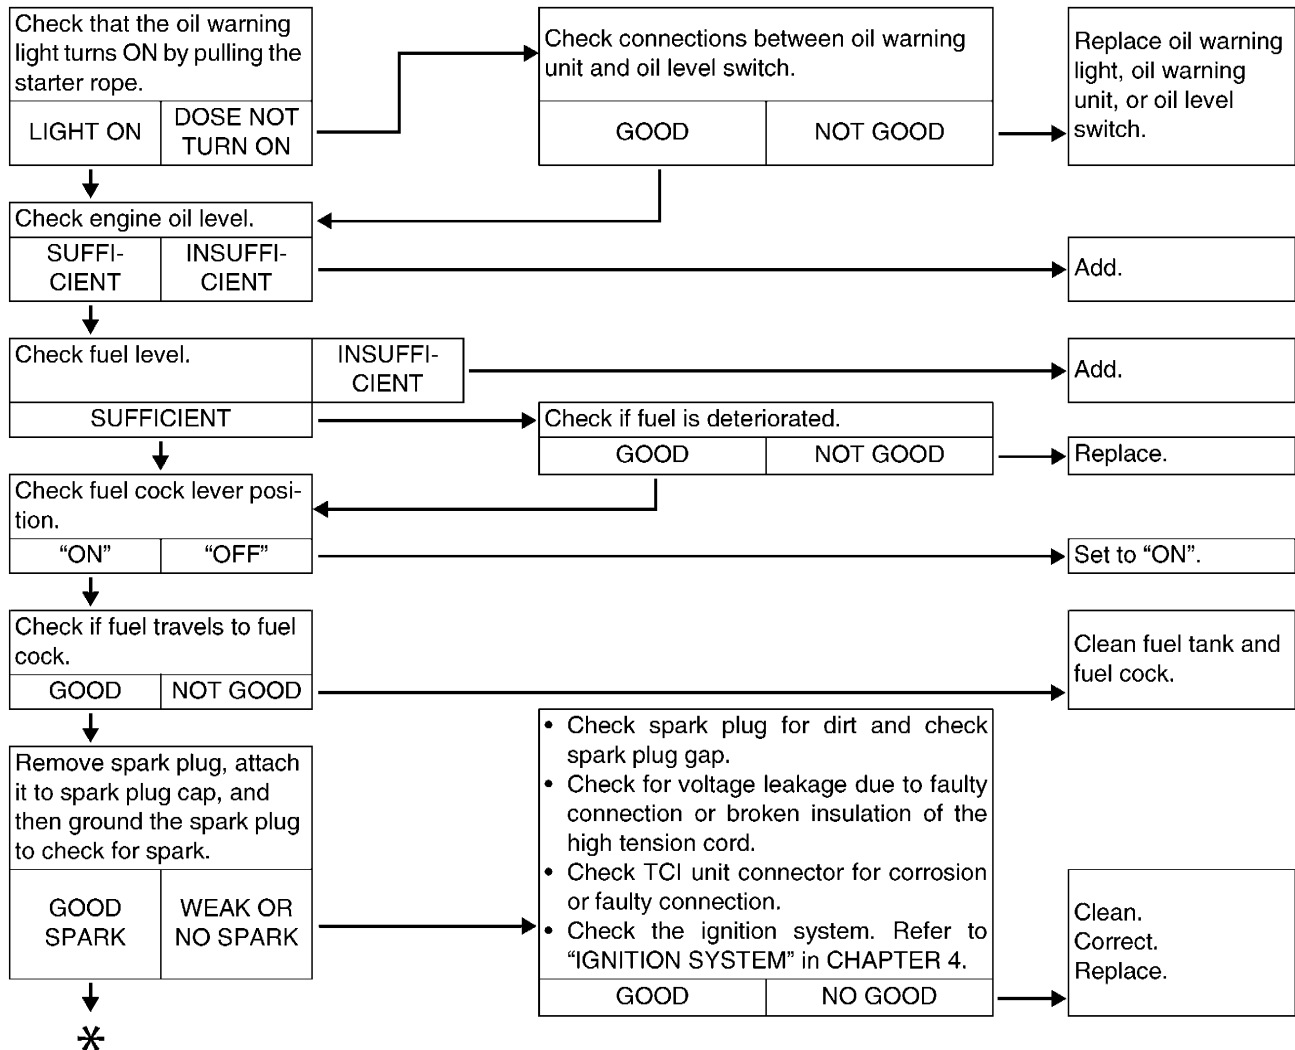 Check that the oil warning
light turns ON by pulling the
starter rope.
LIGHT ON
DOSE NOT
TURN ON
Check connections between oil warning
unit and oil level switch.
GOOD
NOT GOOD
Replace oil warning
light, oil warning
unit, or oil level
switch.
Check engine oil level.
SUFFI-
CIENT
INSUFFI-
CIENT
Add.
Check fuel level.
INSUFFI-
CIENT
Add.
SUFFICIENT
Check if fuel is deteriorated.
GOOD
NOT GOOD
Replace.
Check fuel cock lever posi-
tion.
“ON”
“OFF”
Set to “ON”.
Check if fuel travels to fuel
cock.
GOOD
NOT GOOD
Clean fuel tank and
fuel cock.
Remove spark plug, attach
it to spark plug cap, and
then ground the spark plug
to check for spark.
GOOD
SPARK
WEAK OR
NO SPARK
• Check spark plug for dirt and check
spark plug gap.
• Check for voltage leakage due to faulty
connection or broken insulation of the
high tension cord.
• Check TCI unit connector for corrosion
or faulty connection.
• Check the ignition system. Refer to
“IGNITION SYSTEM” in CHAPTER 4.
GOOD
NO GOOD
Clean.
Correct.
Replace.
*